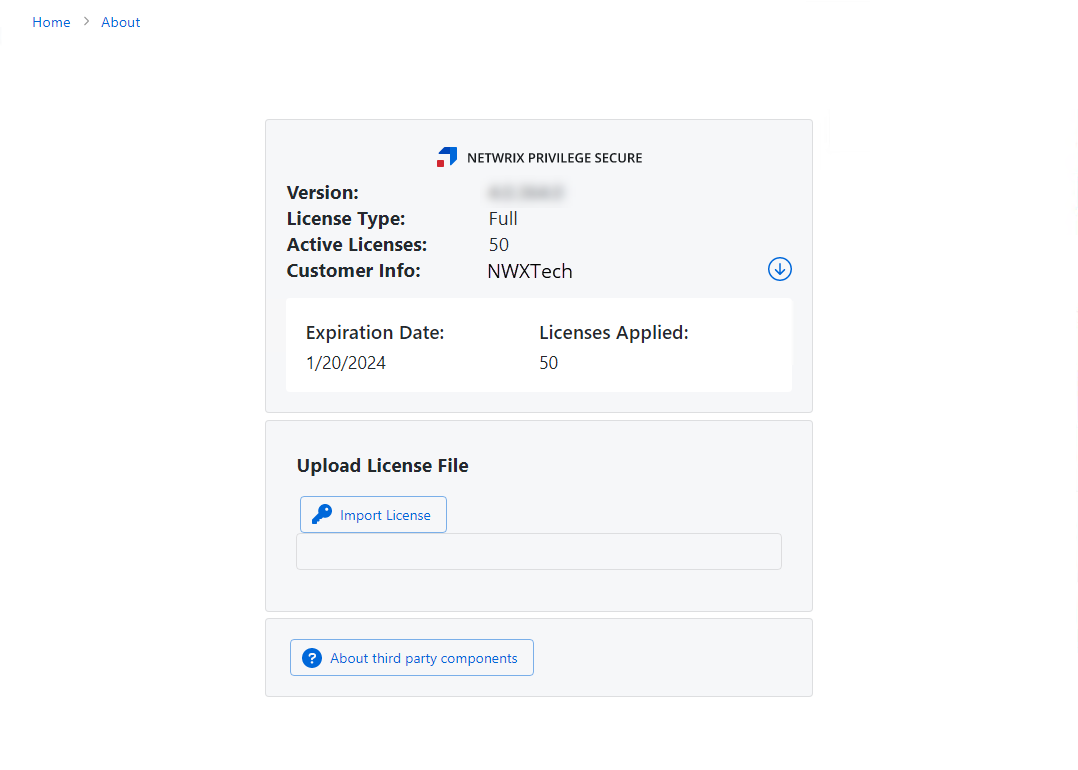 Home > About
NETWRIX PRIVILEGE SECURE
Version:
License Type: Full
Active Licenses: 50
Customer Info: NWXTech
Expiration Date: Licenses Applied:
1/20/2024 50
Upload License File
Import License
? About third party components